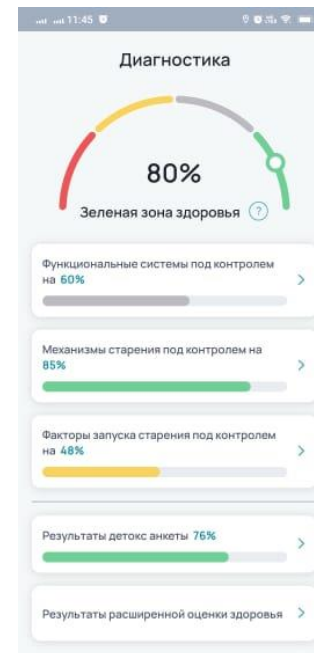 11:45
Диагностика
80%
Зеленая зона здоровья ?
Функциональные системы под контролем
на 60%
Механизмы старения под контролем на
85%
Факторы запуска старения под контролем
на 48%
Результаты детокс анкеты 76%
Результаты расширенной оценки здоровья